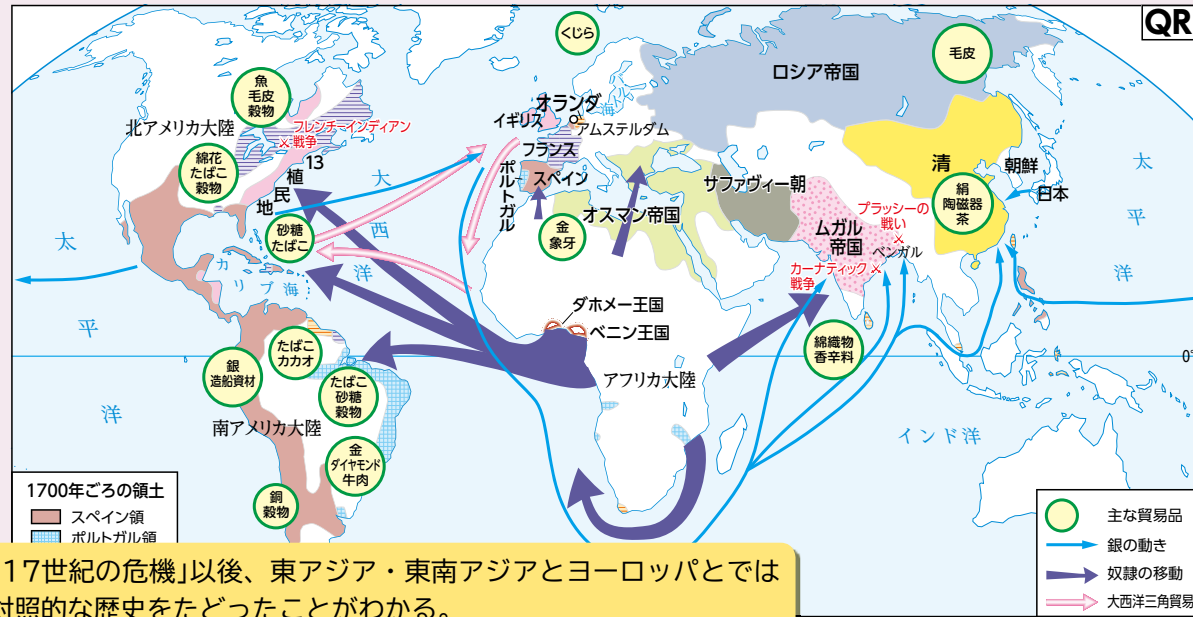 QR
くじら
毛皮
ロシア帝国
魚
毛皮
穀物
オランダ
北海
イギリス
アムステルダム
北アメリカ大陸
フレンチ-インディアン
戦争
フランス
13
植
民
地
綿花
たばこ
穀物
大
西
洋
ポルトガル
スペイン
サファヴィー朝
清
朝鮮
日本
太
平
洋
絹
陶磁器
茶
オスマン帝国
ムガル
帝国
プラッシーの
戦い
ベンガル
カーナティック
戦争
金
象牙
砂糖
たばこ
太
平
洋
カリブ海
ダホメー王国
ベニン王国
綿織物
香辛料
0°
アフリカ大陸
たばこ
カカオ
銀
造船資材
たばこ
砂糖
穀物
南アメリカ大陸
インド洋
金
ダイヤモンド
牛肉
銅
穀物
1700年ごろの領土
スペイン領
ポルトガル領
主な貿易品
銀の動き
奴隷の移動
大西洋三角貿易
17世紀の危機」以後、東アジア・東南アジアとヨーロッパとでは
対照的な歴史をたどったことがわかる。